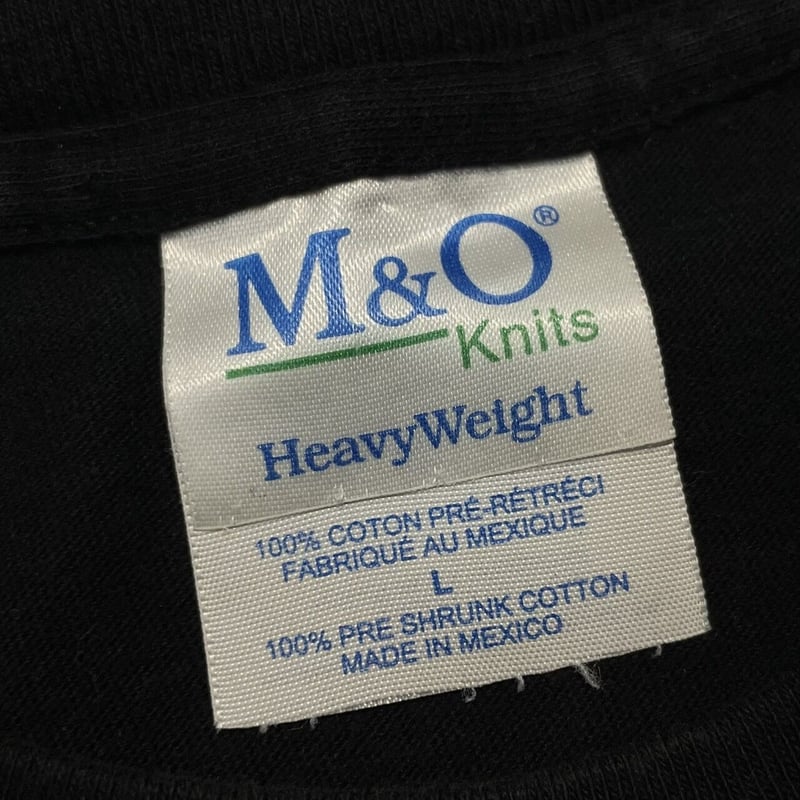 M&O®
Knits
HeavyWeight
100% COTON PRÉ-RÉTRÉCI
FABRIQUÉ AU MEXIQUE
L
100% PRE SHRUNK COTTON
MADE IN MEXICO